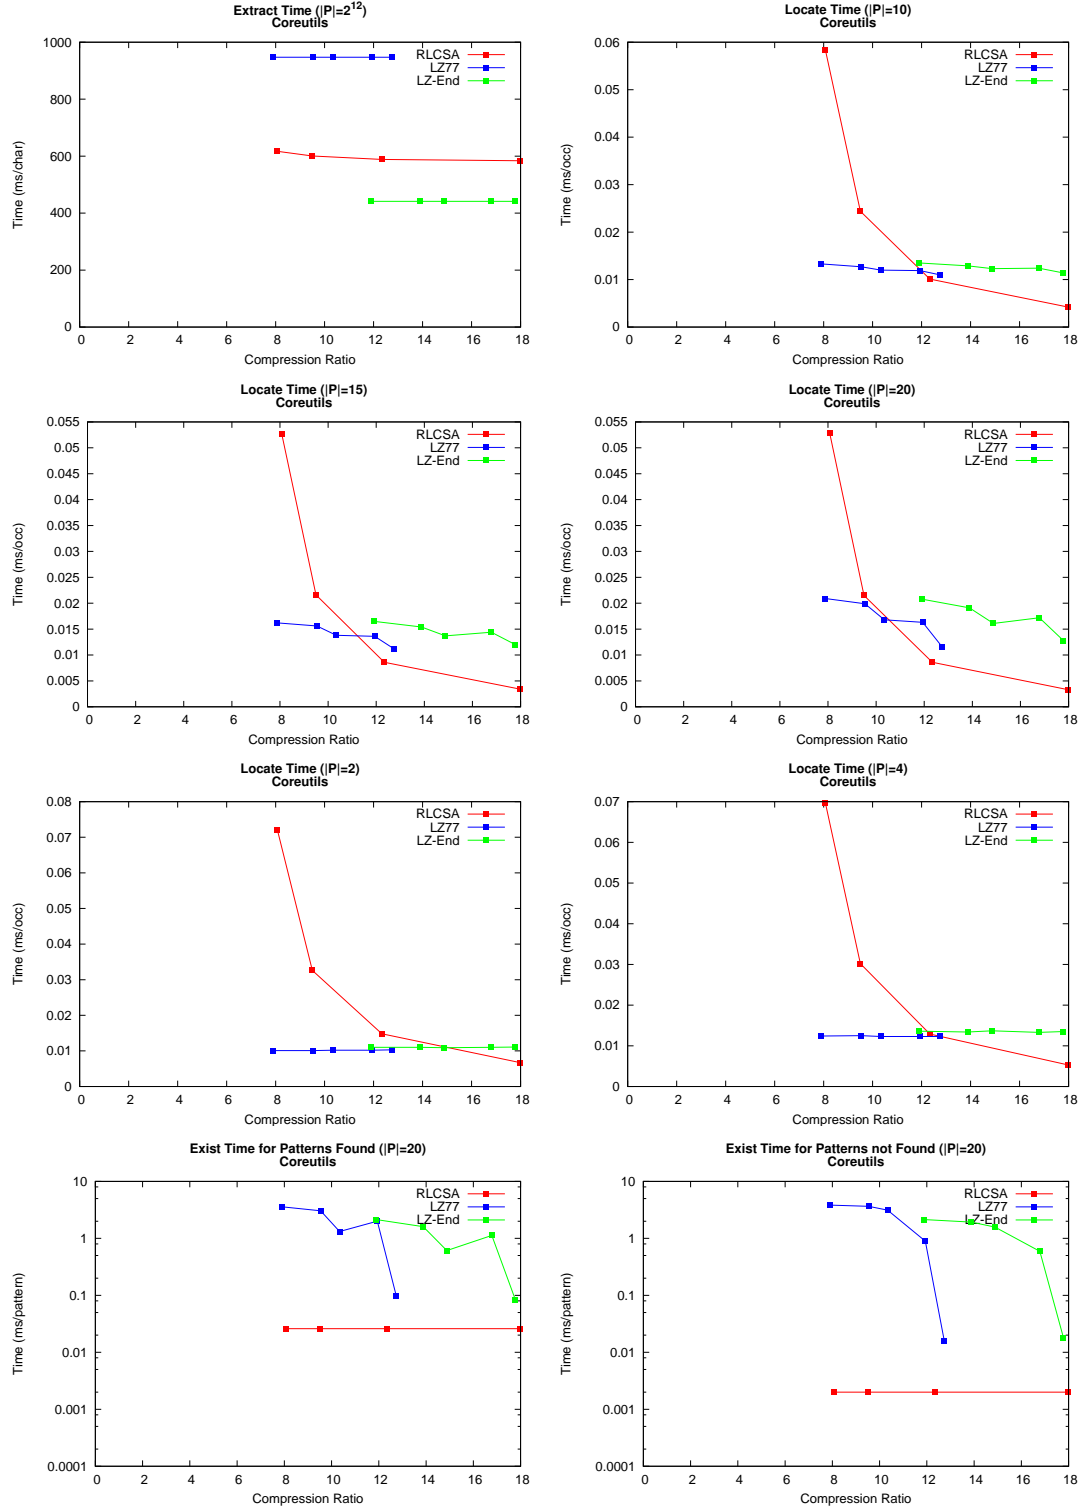 Extract Time (|P|=2^12)
Coreutils
Time (ms/char)
1000
800
600
400
200
0
RLCSA
LZ77
LZ-End
0 2 4 6 8 10 12 14 16 18
Compression Ratio
Locate Time (|P|=10)
Coreutils
Time (ms/occ)
0.06
0.05
0.04
0.03
0.02
0.01
0
RLCSA
LZ77
LZ-End
0 2 4 6 8 10 12 14 16 18
Compression Ratio
Locate Time (|P|=15)
Coreutils
Time (ms/occ)
0.055
0.05
0.045
0.04
0.035
0.03
0.025
0.02
0.015
0.01
0.005
0
RLCSA
LZ77
LZ-End
0 2 4 6 8 10 12 14 16 18
Compression Ratio
Locate Time (|P|=20)
Coreutils
Time (ms/occ)
0.055
0.05
0.045
0.04
0.035
0.03
0.025
0.02
0.015
0.01
0.005
0
RLCSA
LZ77
LZ-End
0 2 4 6 8 10 12 14 16 18
Compression Ratio
Locate Time (|P|=2)
Coreutils
Time (ms/occ)
0.08
0.07
0.06
0.05
0.04
0.03
0.02
0.01
0
RLCSA
LZ77
LZ-End
0 2 4 6 8 10 12 14 16 18
Compression Ratio
Locate Time (|P|=4)
Coreutils
Time (ms/occ)
0.07
0.06
0.05
0.04
0.03
0.02
0.01
0
RLCSA
LZ77
LZ-End
0 2 4 6 8 10 12 14 16 18
Compression Ratio
Exist Time for Patterns Found (|P|=20)
Coreutils
Time (ms/pattern)
10
1
0.1
0.01
0.001
0.0001
RLCSA
LZ77
LZ-End
0 2 4 6 8 10 12 14 16 18
Compression Ratio
Exist Time for Patterns not Found (|P|=20)
Coreutils
Time (ms/pattern)
10
1
0.1
0.01
0.001
0.0001
RLCSA
LZ77
LZ-End
0 2 4 6 8 10 12 14 16 18
Compression Ratio